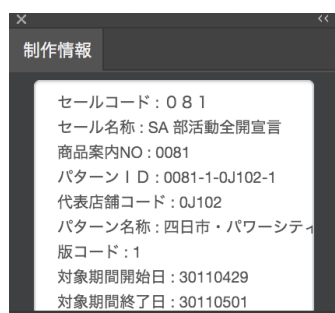 制作情報
セールコード : ０８１
セール名称 : SA 部活動全開宣言
商品案内NO : 0081
パターンＩＤ : 0081-1-0J102-1
代表店舗コード : 0J102
パターン名称 : 四日市・パワーシティ
版コード : 1
対象期間開始日 : 30110429
対象期間終了日 : 30110501